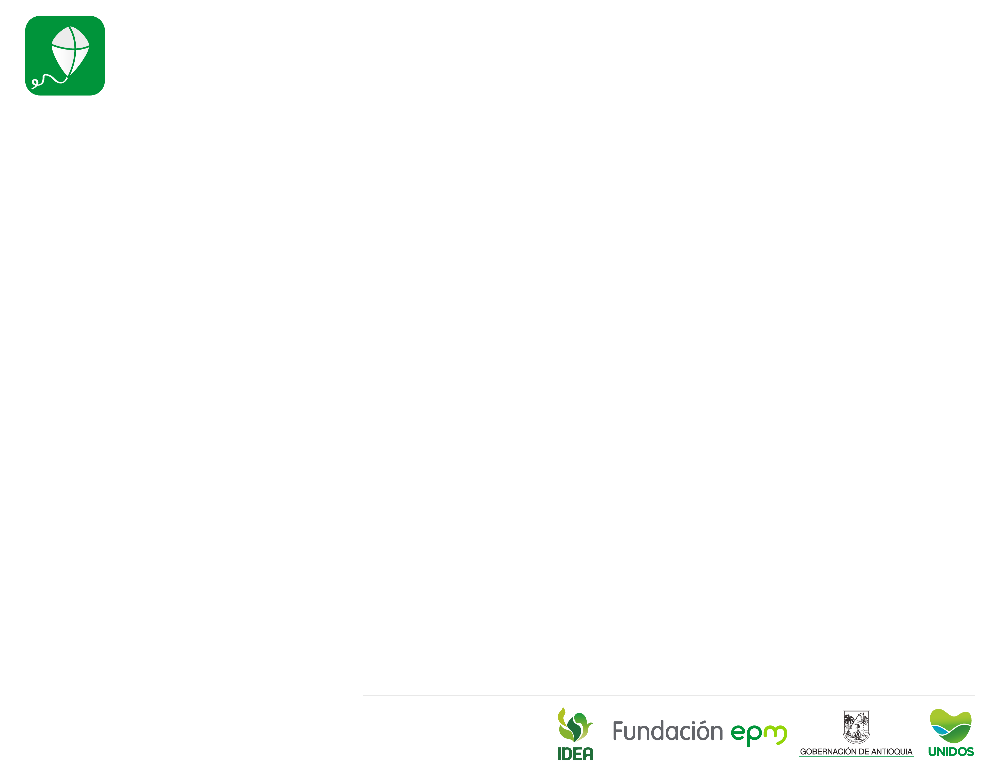 IDEA
Fundación epm
GOBERNACIÓN DE ANTIOQUIA
UNIDOS